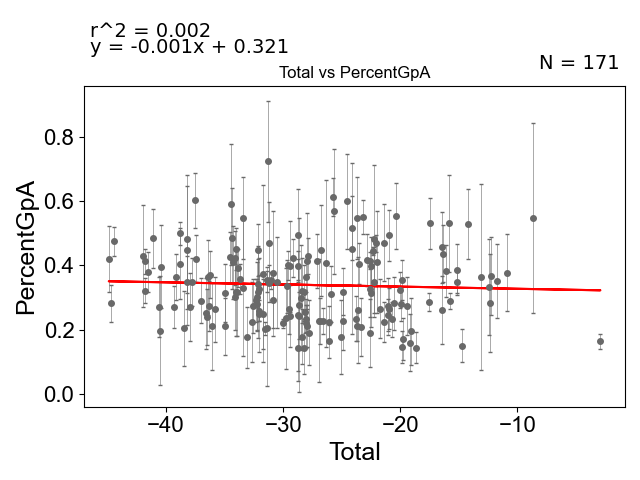 r^2 = 0.002
y = -0.001x + 0.321
N = 171
Total vs PercentGpA
PercentGpA
0.8
0.6
0.4
0.2
0.0
−40
−30
−20
−10
Total